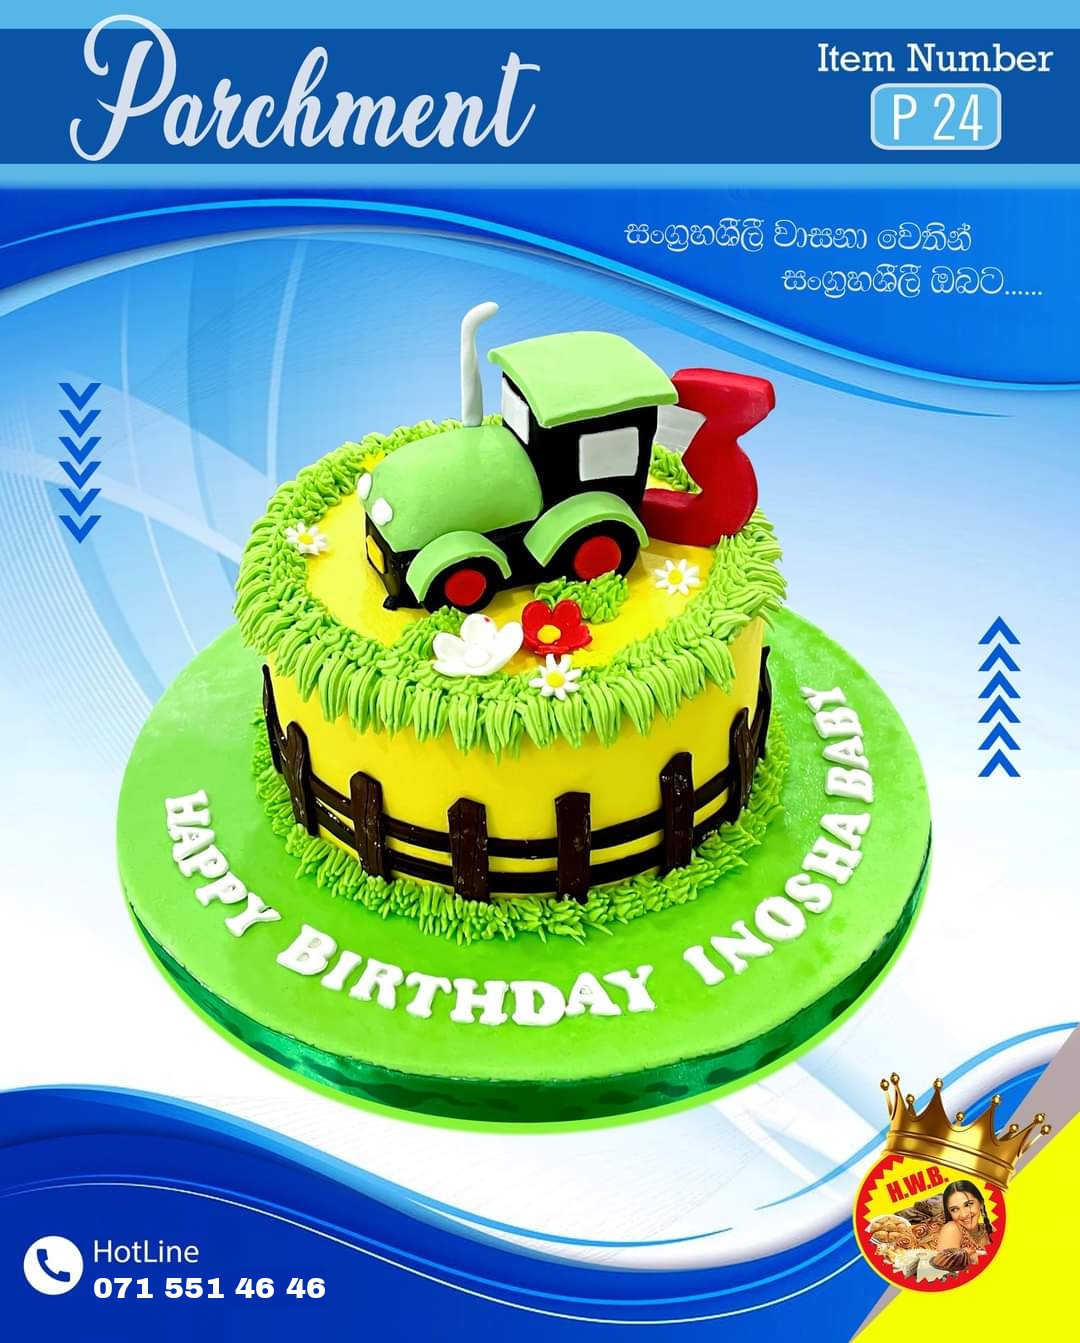 Parchment
Item Number
P 24
සංග්‍රහශීලී වාසනා වෙතින්
සංග්‍රහශීලී ඔබට......
3
HAPPY BIRTHDAY INOSHA BABY
H.W.B.
HotLine
071 551 46 46